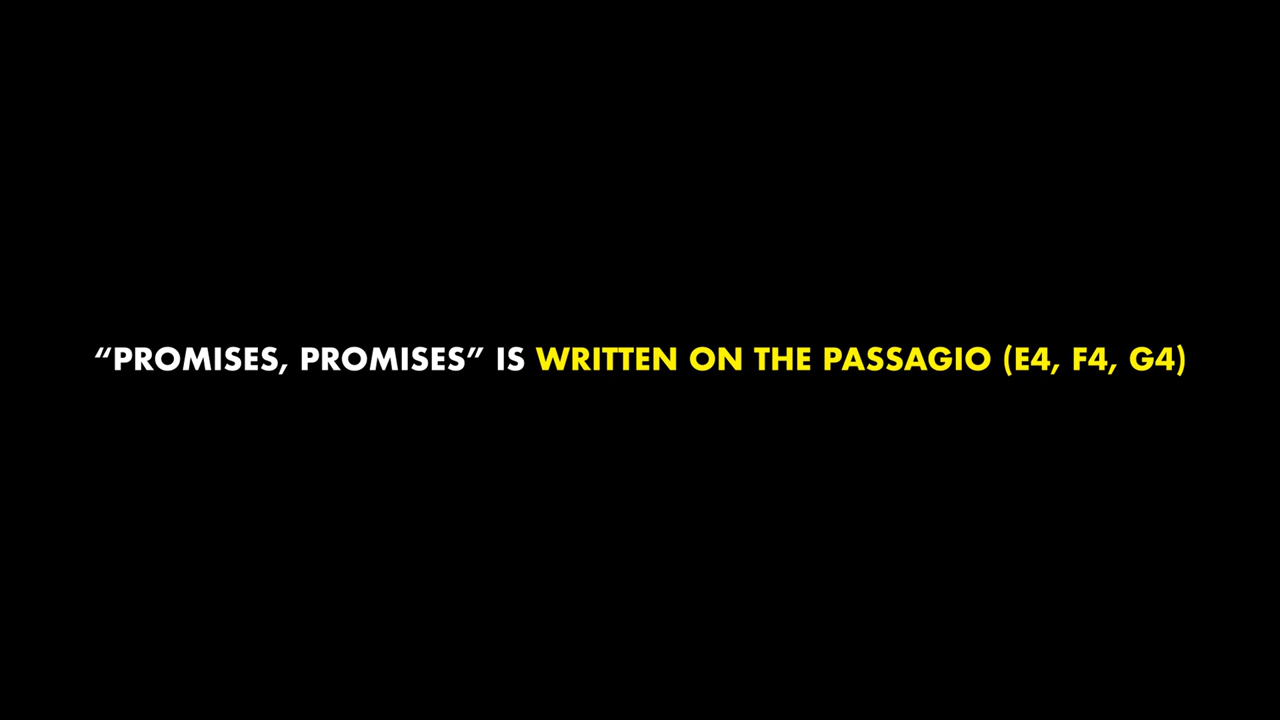 “PROMISES, PROMISES” IS WRITTEN ON THE PASSAGIO (E4, F4, G4)